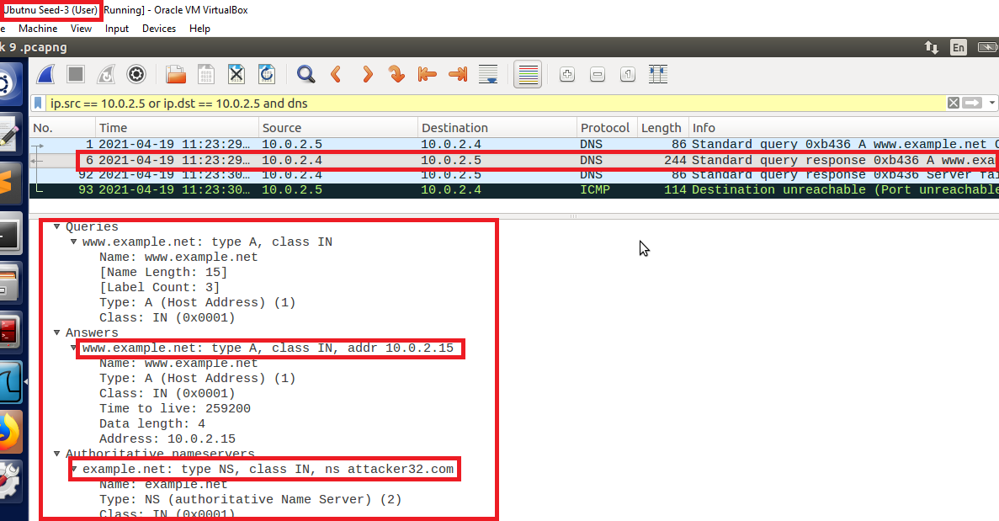 Ubutnu Seed-3 (User) [Running] - Oracle VM VirtualBox
e Machine View Input Devices Help
k 9 .pcapng En
ip.src == 10.0.2.5 or ip.dst == 10.0.2.5 and dns
No. Time Source Destination Protocol Length Info
1 2021-04-19 11:23:29… 10.0.2.5 10.0.2.4 DNS 86 Standard query 0xb436 A www.example.net O
6 2021-04-19 11:23:29… 10.0.2.4 10.0.2.5 DNS 244 Standard query response 0xb436 A www.exa
92 2021-04-19 11:23:30… 10.0.2.4 10.0.2.5 DNS 86 Standard query response 0xb436 Server fai
93 2021-04-19 11:23:30… 10.0.2.5 10.0.2.4 ICMP 114 Destination unreachable (Port unreachable
Queries
www.example.net: type A, class IN
Name: www.example.net
[Name Length: 15]
[Label Count: 3]
Type: A (Host Address) (1)
Class: IN (0x0001)
Answers
www.example.net: type A, class IN, addr 10.0.2.15
Name: www.example.net
Type: A (Host Address) (1)
Class: IN (0x0001)
Time to live: 259200
Data length: 4
Address: 10.0.2.15
Authoritative nameservers
example.net: type NS, class IN, ns attacker32.com
Name: example.net
Type: NS (authoritative Name Server) (2)
Class: IN (0x0001)